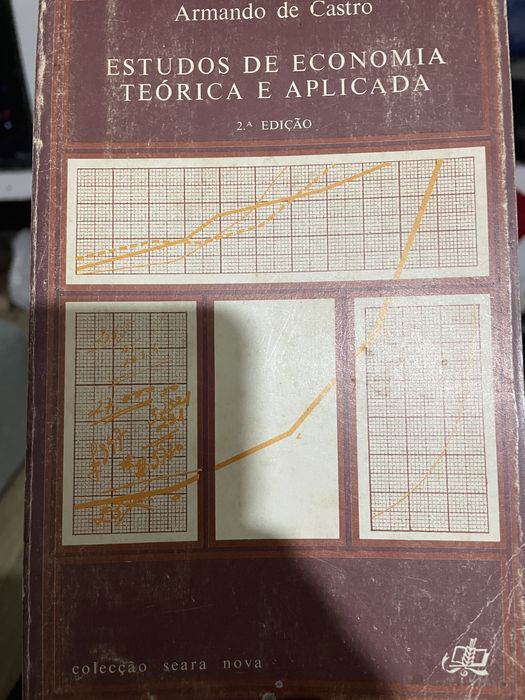 Armando de Castro
ESTUDOS DE ECONOMIA
TEÓRICA E APLICADA
2.ᴬ EDIÇÃO
colecção seara nova